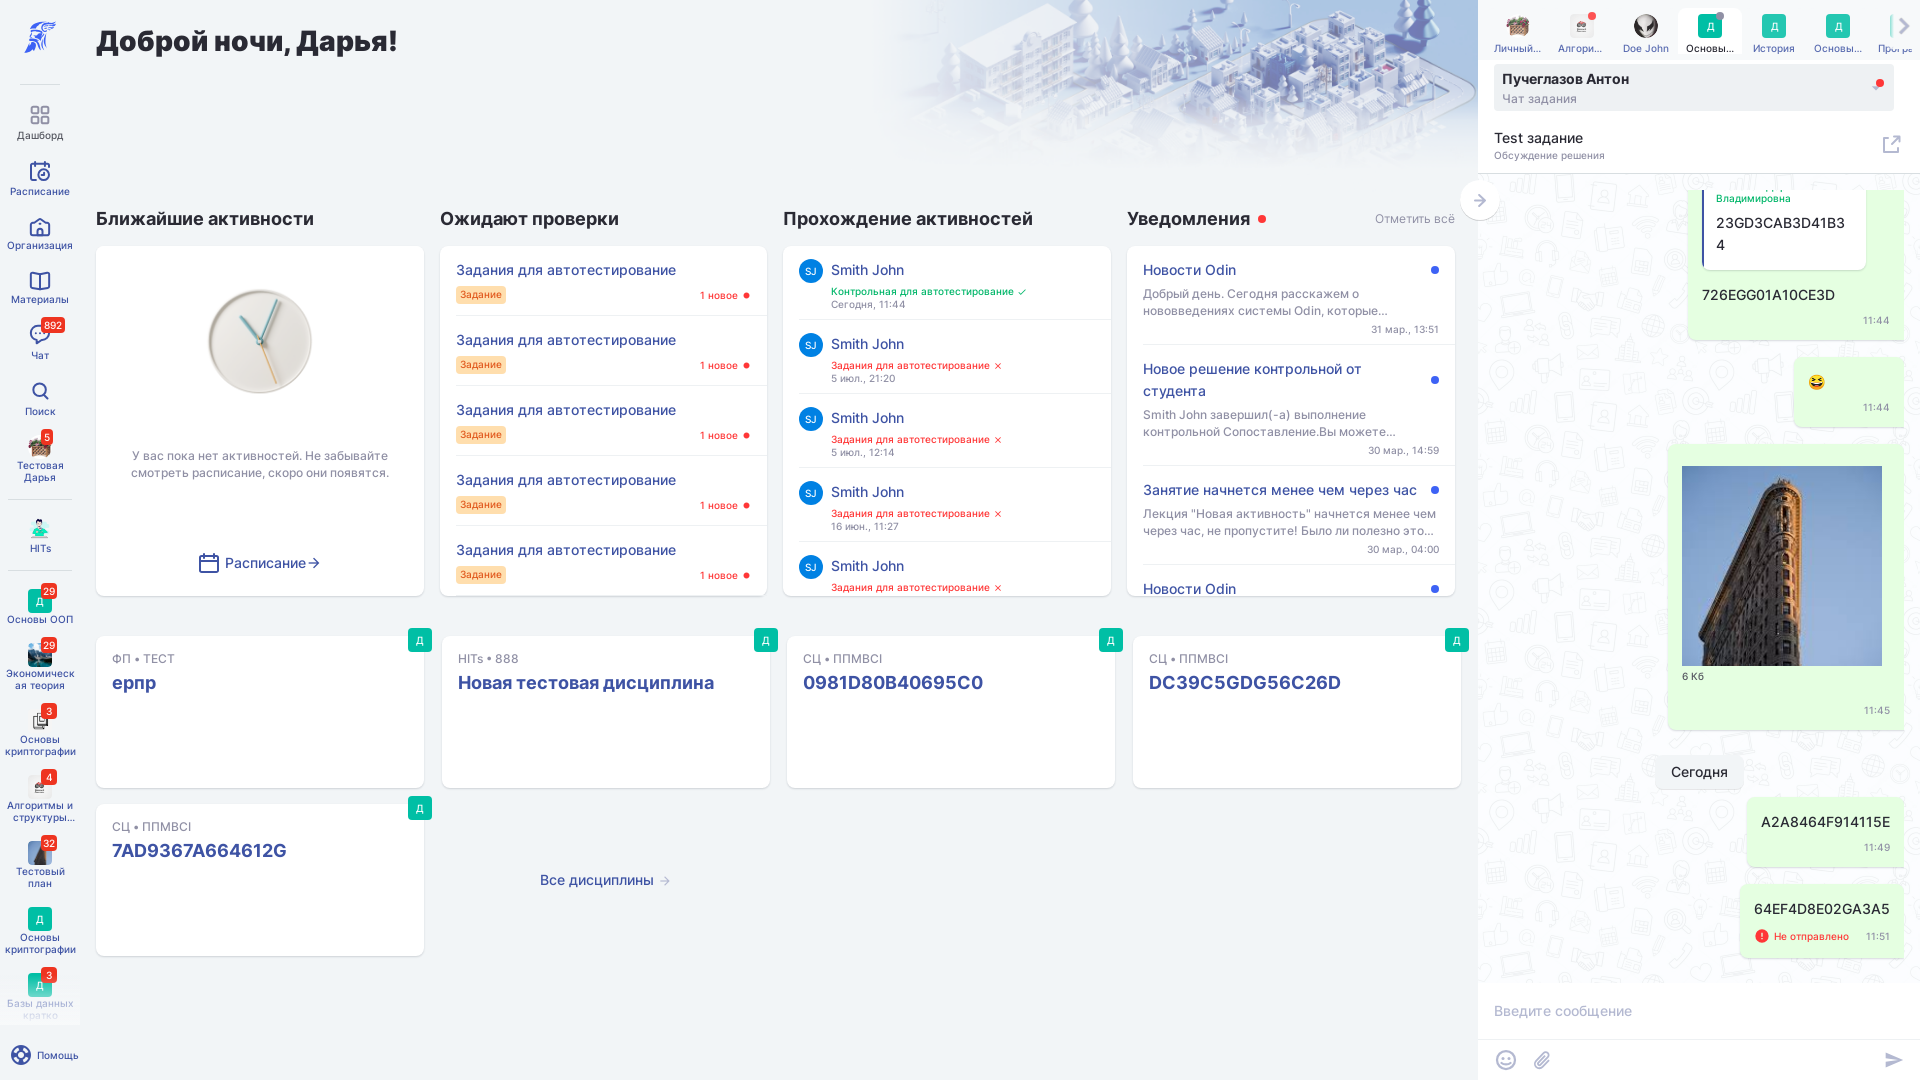 Дашборд
Расписание
Организация
Материалы
892
Чат
Поиск
5
Тестовая
Дарья
HITs
29
Д
Основы ООП
29
Экономическ
ая теория
3
Основы
криптографии
4
Алгоритмы и
структуры...
32
Тестовый
план
Д
Основы
криптографии
3
Д
Базы данных
кратко
Помощь
Доброй ночи, Дарья!
Ближайшие активности
У вас пока нет активностей. Не забывайте
смотреть расписание, скоро они появятся.
Расписание
Ожидают проверки
Задания для автотестирование
Задание
1 новое
Задания для автотестирование
Задание
1 новое
Задания для автотестирование
Задание
1 новое
Задания для автотестирование
Задание
1 новое
Задания для автотестирование
Задание
1 новое
Прохождение активностей
SJ
Smith John
Контрольная для автотестирование
Сегодня, 11:44
SJ
Smith John
Задания для автотестирование
5 июл., 21:20
SJ
Smith John
Задания для автотестирование
5 июл., 12:14
SJ
Smith John
Задания для автотестирование
16 июн., 11:27
SJ
Smith John
Задания для автотестирование
Уведомления
Отметить всё
Новости Odin
Добрый день. Сегодня расскажем о
нововведениях системы Odin, которые...
31 мар., 13:51
Новое решение контрольной от
студента
Smith John завершил(-а) выполнение
контрольной Сопоставление.Вы можете...
30 мар., 14:59
Занятие начнется менее чем через час
Лекция "Новая активность" начнется менее чем
через час, не пропустите! Было ли полезно это...
30 мар., 04:00
Новости Odin
Д
ФП • ТЕСТ
ерпр
Д
HITs • 888
Новая тестовая дисциплина
Д
СЦ • ППМВСI
0981D80B40695C0
Д
СЦ • ППМВСI
DC39C5GDG56C26D
Д
СЦ • ППМВСI
7AD9367A664612G
Все дисциплины
Личный...
Алгори...
Doe John
Д
Основы...
Д
История
Д
Основы...
Пучеглазов Антон
Чат задания
Test задание
Обсуждение решения
Владимировна
23GD3CAB3D41B3
4
726EGG01A10CE3D
11:44
11:44
6 Кб
11:45
Сегодня
A2A8464F914115E
11:49
64EF4D8E02GA3A5
Не отправлено
11:51
Введите сообщение